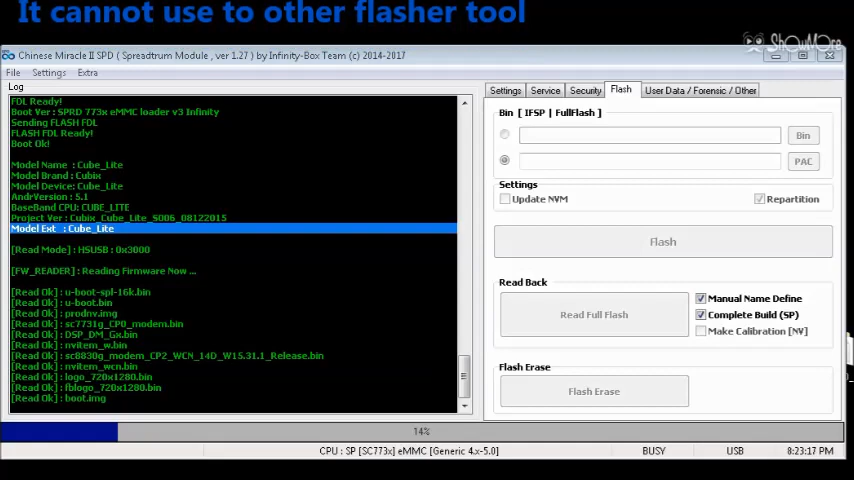 It cannot use to other flasher tool
ShowMore
Chinese Miracle II SPD ( Spreadtrum Module , ver 1.27 ) by Infinity-Box Team (c) 2014-2017
File Settings Extra
Log
FDL Ready!
Boot Ver : SPRD 773x eMMC loader v3 Infinity
Sending FLASH FDL
FLASH FDL Ready!
Boot Ok!
Model Name : Cube_Lite
Model Brand : Cubix
Model Device: Cube_Lite
AndrVersion : 5.1
BaseBand CPU: CUBE_LITE
Project Ver : Cubix_Cube_Lite_S006_08122015
Model Ext : Cube_Lite
[Read Mode] : HSUSB : 0x3000
[FW_READER] : Reading Firmware Now ...
[Read Ok] : u-boot-spl-16k.bin
[Read Ok] : u-boot.bin
[Read Ok] : prodnv.img
[Read Ok] : sc7731g_CP0_modem.bin
[Read Ok] : DSP_DM_Gx.bin
[Read Ok] : nvitem_w.bin
[Read Ok] : sc8830g_modem_CP2_WCN_14D_W15.31.1_Release.bin
[Read Ok] : nvitem_wcn.bin
[Read Ok] : logo_720x1280.bin
[Read Ok] : fblogo_720x1280.bin
[Read Ok] : boot.img
Settings Service Security Flash User Data / Forensic / Other
Bin [ IFSP | FullFlash ]
Bin
PAC
Settings
Update NVM Repartition
Flash
Read Back
Read Full Flash
Manual Name Define
Complete Build (SP)
Make Calibration [NV]
Flash Erase
Flash Erase
14%
CPU : SP [SC773x] eMMC [Generic 4.x-5.0] BUSY USB 8:23:17 PM